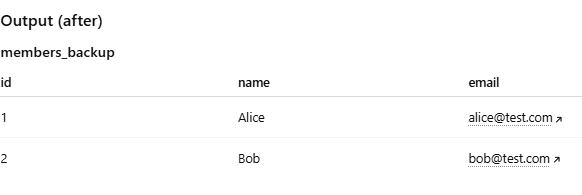 Output (after)
members_backup
id name email
1 Alice alice@test.com ↗
2 Bob bob@test.com ↗